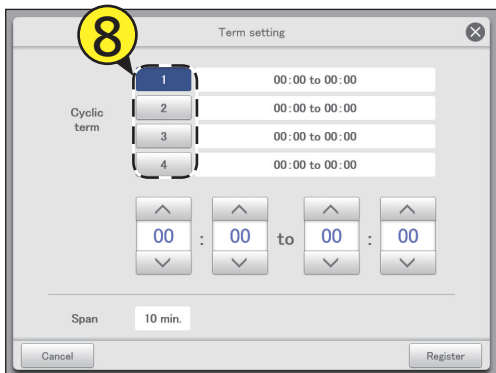 8
Term setting
1 00:00 to 00:00
Cyclic term
2 00:00 to 00:00
3 00:00 to 00:00
4 00:00 to 00:00
00 : 00 to 00 : 00
Span 10 min.
Cancel Register